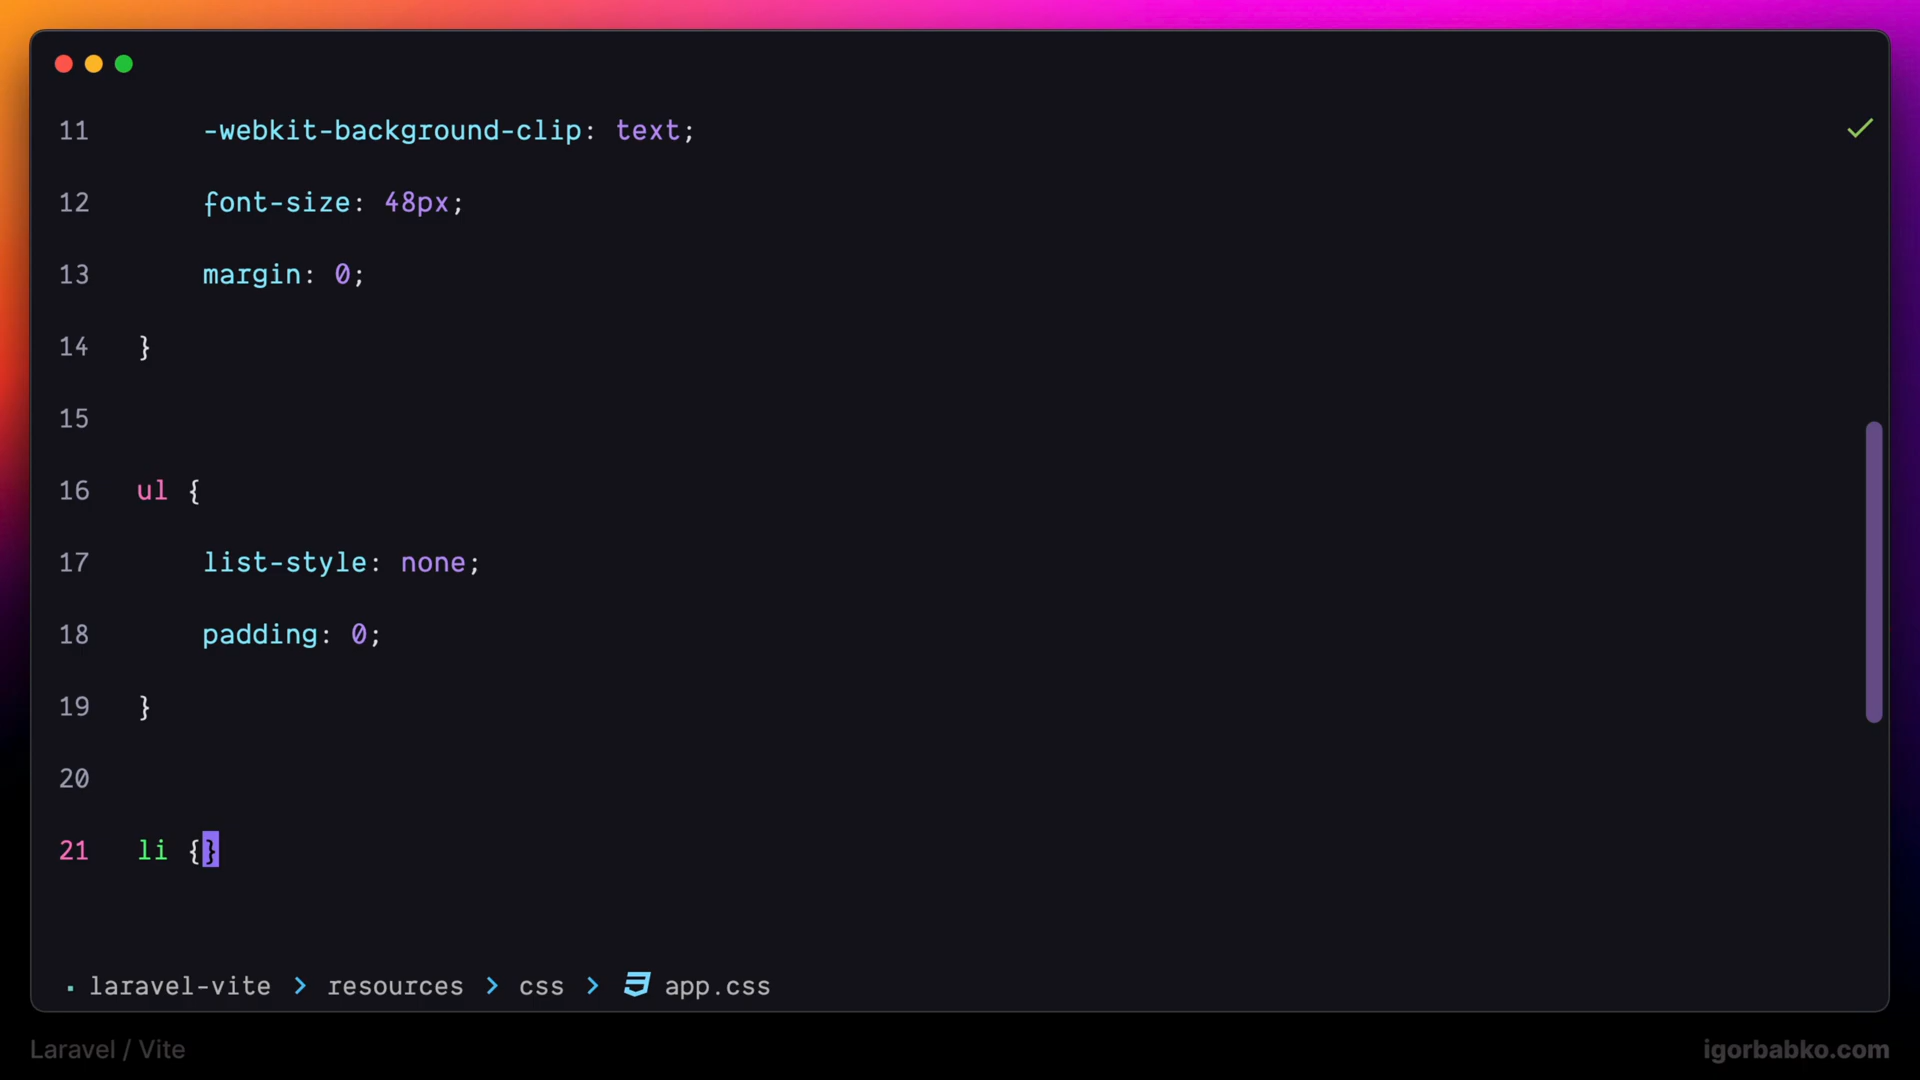 11 -webkit-background-clip: text;
12 font-size: 48px;
13 margin: 0;
14 }
15
16 ul {
17 list-style: none;
18 padding: 0;
19 }
20
21 li {}
laravel-vite > resources > css > app.css
Laravel / Vite
igorbabko.com